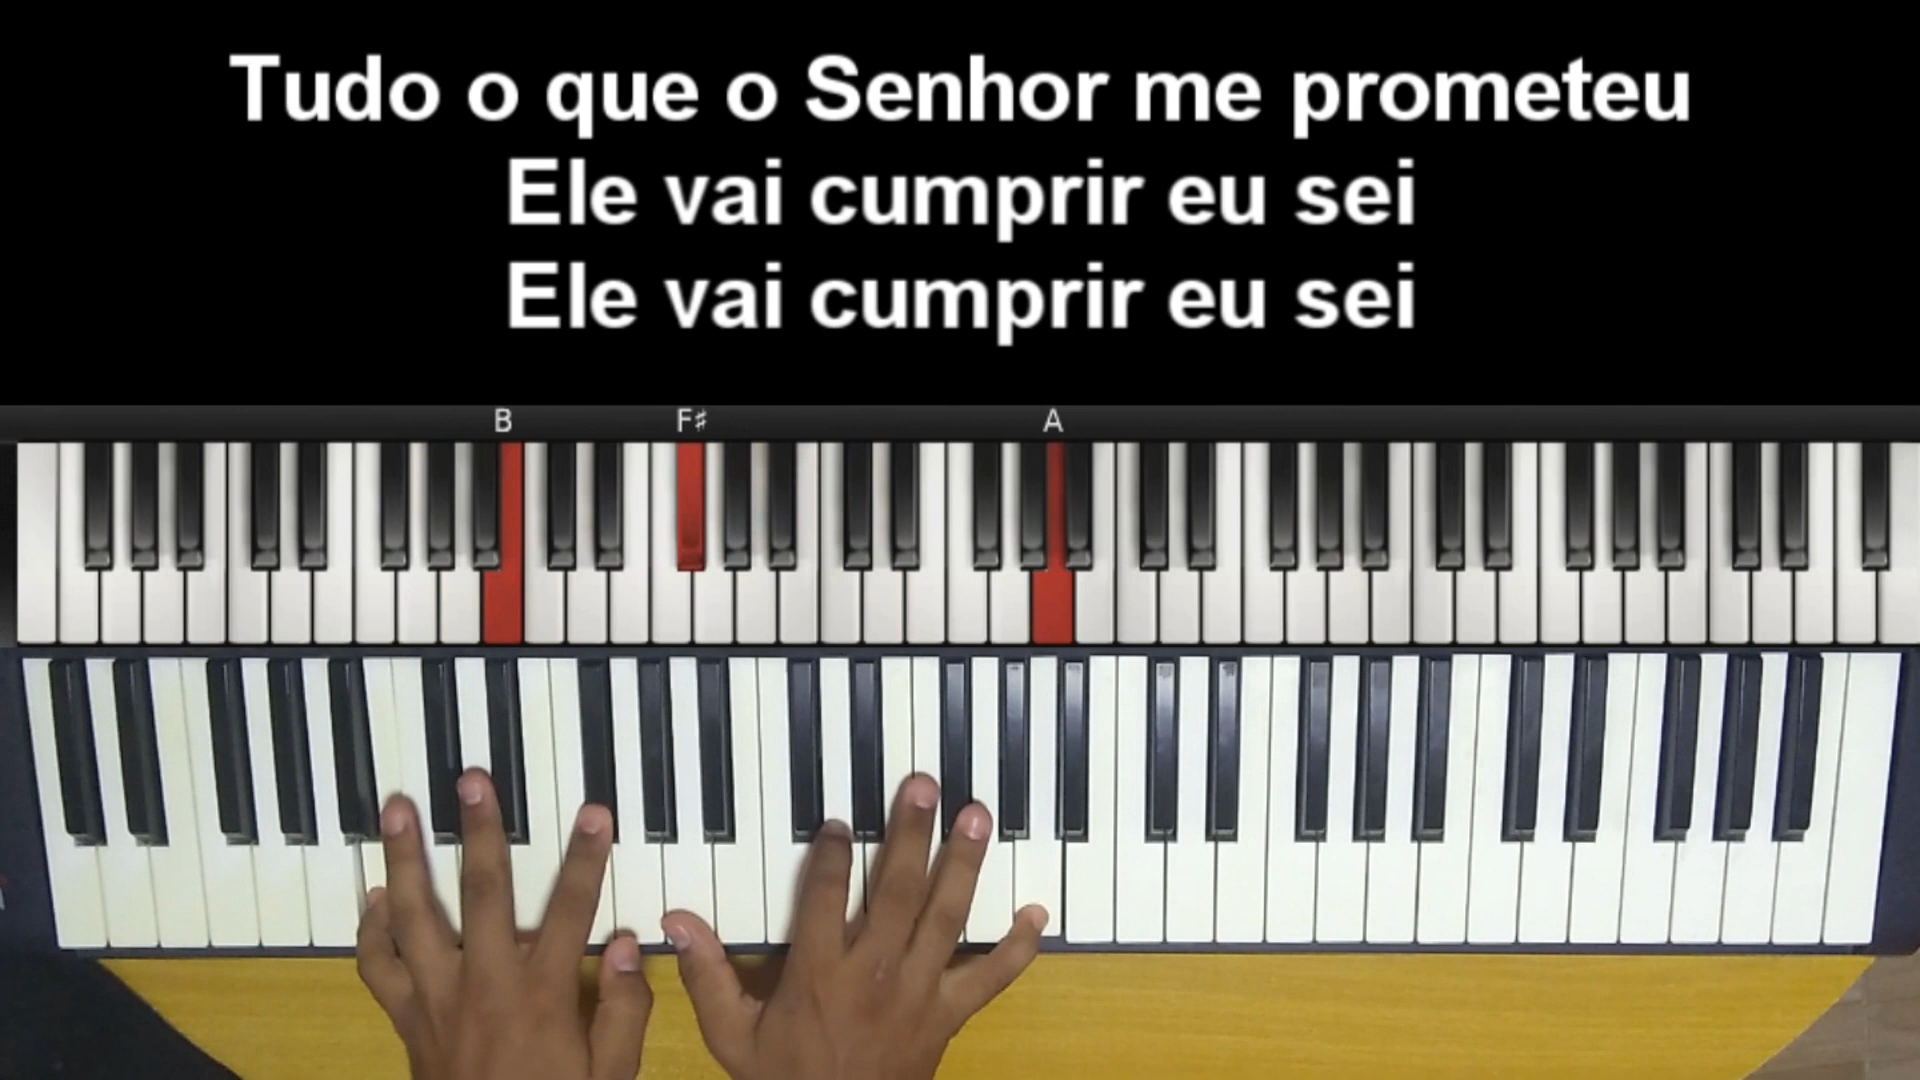 Tudo o que o Senhor me prometeu
Ele vai cumprir eu sei
Ele vai cumprir eu sei
B F♯ A